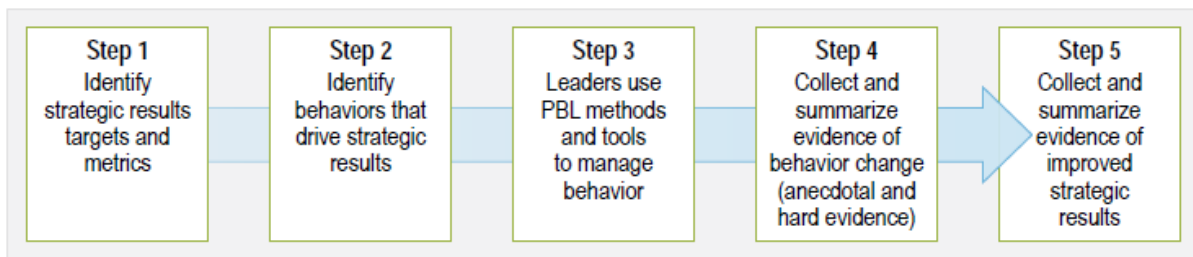 Step 1
Identify
strategic results
targets and
metrics
Step 2
Identify
behaviors that
drive strategic
results
Step 3
Leaders use
PBL methods
and tools
to manage
behavior
Step 4
Collect and
summarize
evidence of
behavior change
(anecdotal and
hard evidence)
Step 5
Collect and
summarize
evidence of
improved
strategic
results